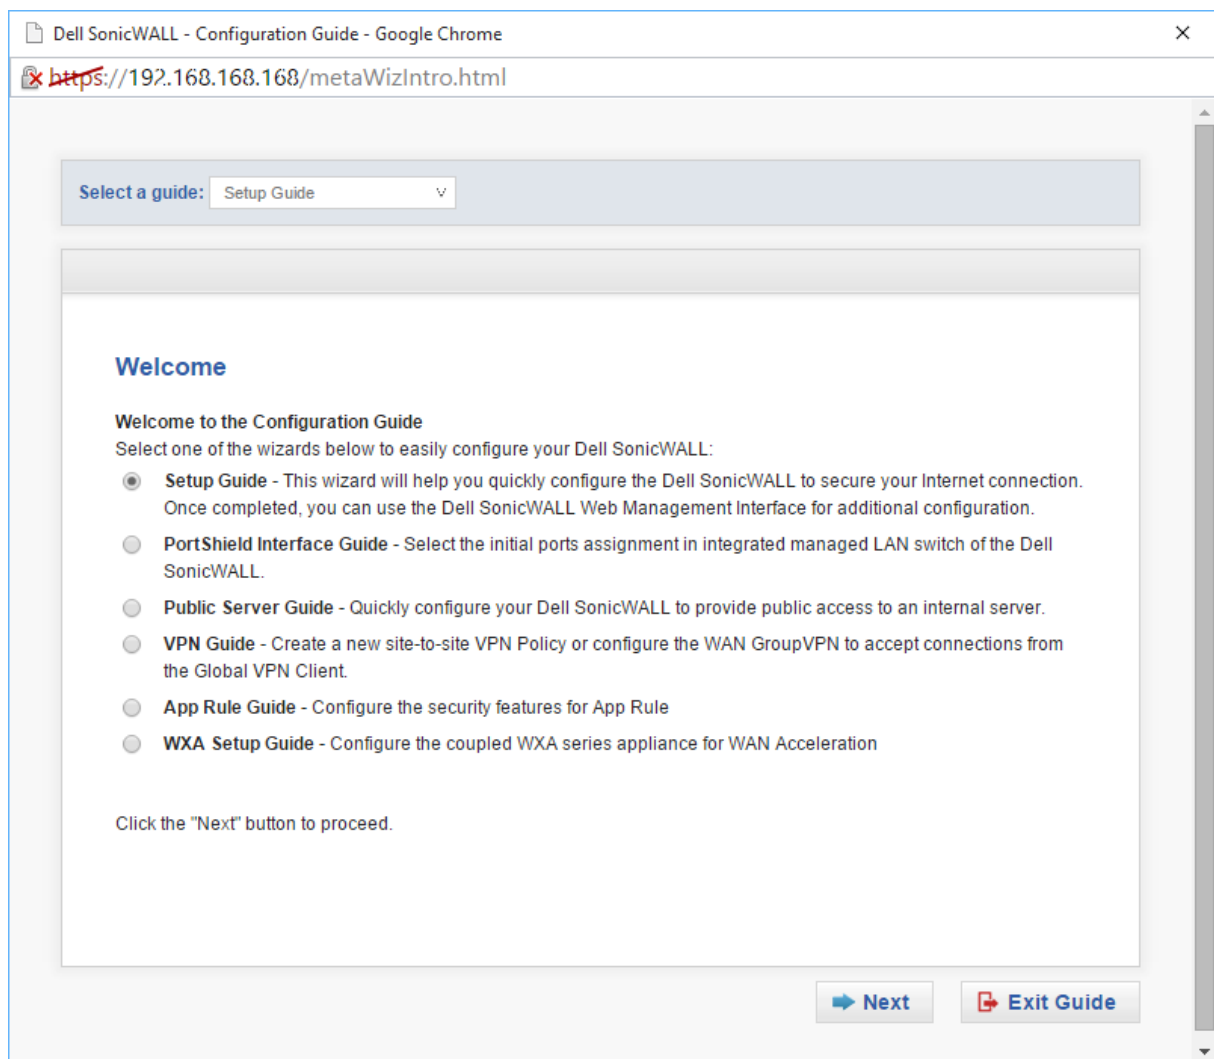 Dell SonicWALL - Configuration Guide - Google Chrome
https://192.168.168.168/metaWizIntro.html
Select a guide: Setup Guide
Welcome
Welcome to the Configuration Guide
Select one of the wizards below to easily configure your Dell SonicWALL:
Setup Guide - This wizard will help you quickly configure the Dell SonicWALL to secure your Internet connection.
Once completed, you can use the Dell SonicWALL Web Management Interface for additional configuration.
PortShield Interface Guide - Select the initial ports assignment in integrated managed LAN switch of the Dell
SonicWALL.
Public Server Guide - Quickly configure your Dell SonicWALL to provide public access to an internal server.
VPN Guide - Create a new site-to-site VPN Policy or configure the WAN GroupVPN to accept connections from
the Global VPN Client.
App Rule Guide - Configure the security features for App Rule
WXA Setup Guide - Configure the coupled WXA series appliance for WAN Acceleration
Click the "Next" button to proceed.
Next Exit Guide